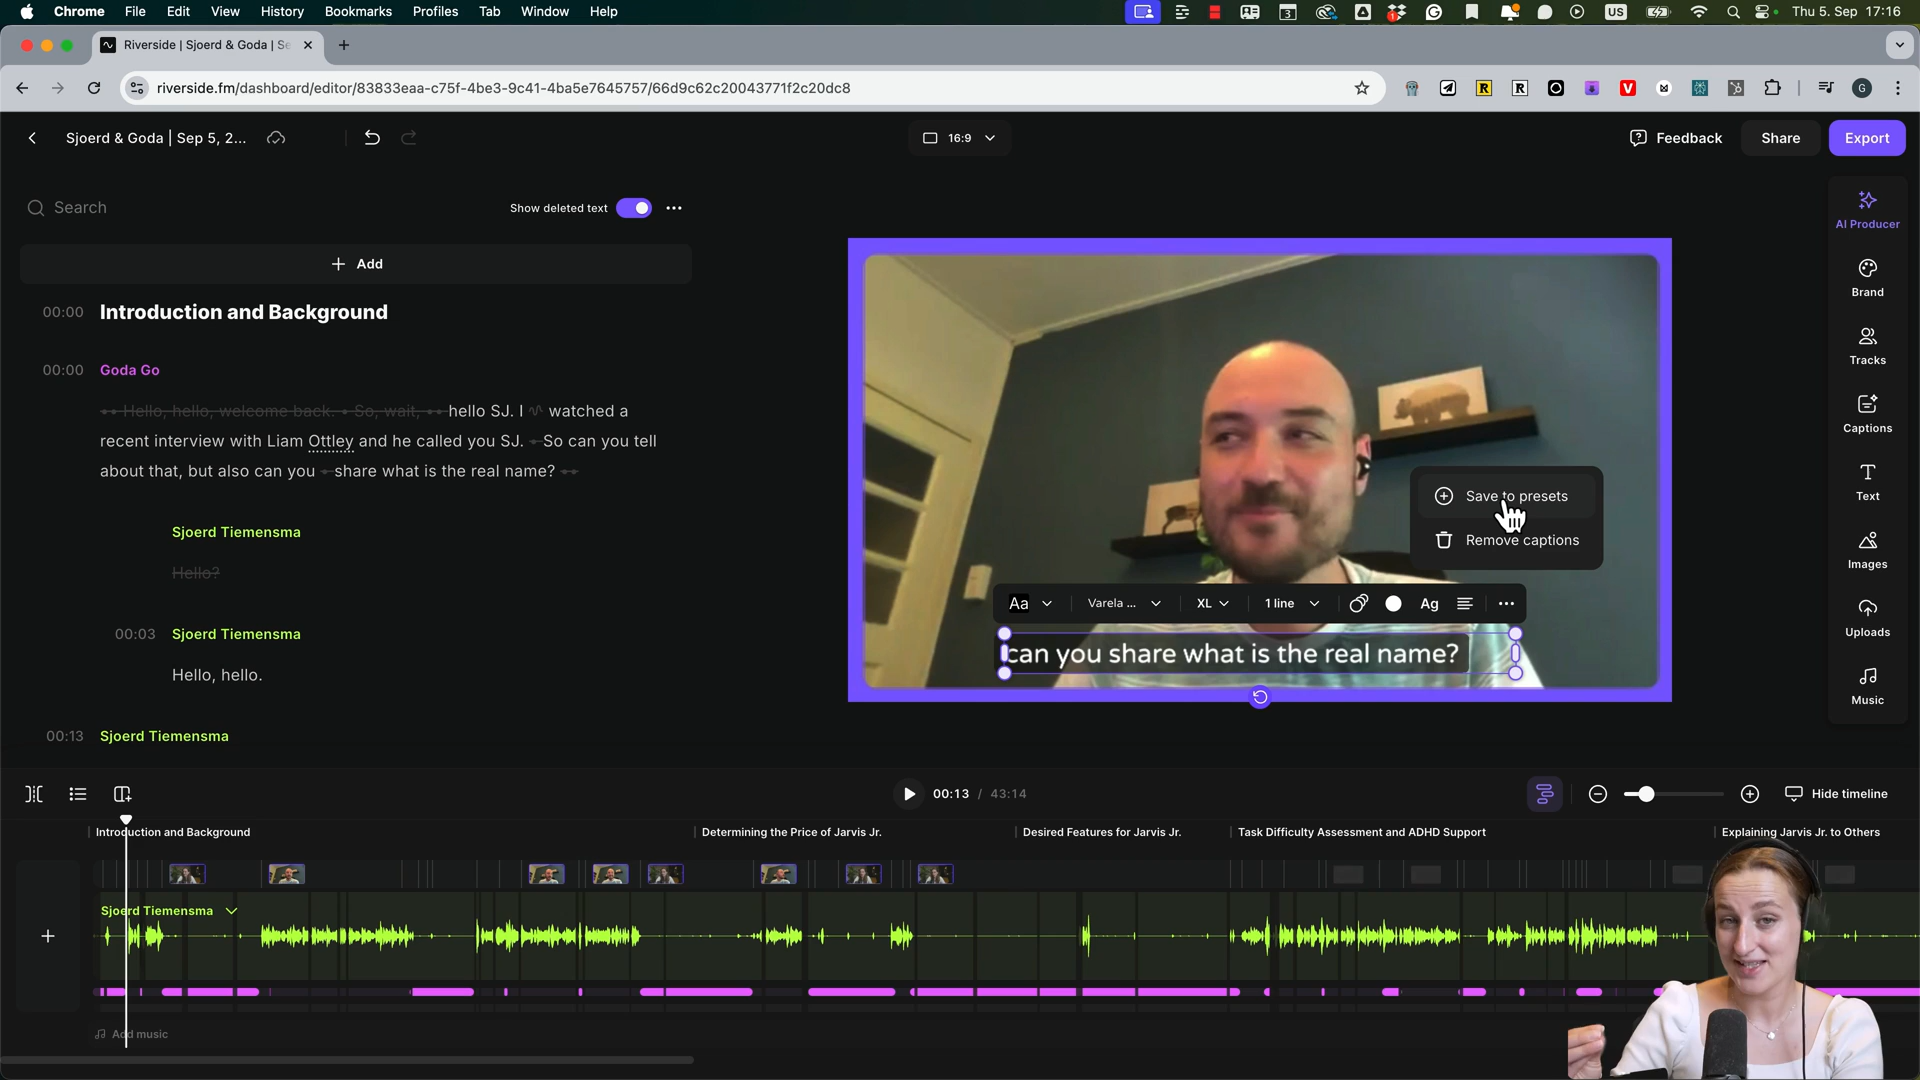 Chrome File Edit View History Bookmarks Profiles Tab Window Help
3
US
Thu 5. Sep 17:16
Riverside | Sjoerd & Goda | Se
riverside.fm/dashboard/editor/83833eaa-c75f-4be3-9c41-4ba5e7645757/66d9c62c20043771f2c20dc8
R
R
V
G
Sjoerd & Goda | Sep 5, 2...
16:9
Feedback
Share
Export
Search
Show deleted text
Add
00:00 Introduction and Background
00:00 Goda Go
Hello, hello, welcome back. So, wait, hello SJ. I watched a
recent interview with Liam Ottley and he called you SJ. So can you tell
about that, but also can you share what is the real name?
Sjoerd Tiemensma
Hello?
00:03 Sjoerd Tiemensma
Hello, hello.
00:13 Sjoerd Tiemensma
Save to presets
Remove captions
Aa Varela ... XL 1 line Ag
can you share what is the real name?
AI Producer
Brand
Tracks
Captions
Text
Images
Uploads
Music
00:13 / 43:14
Hide timeline
Introduction and Background
Determining the Price of Jarvis Jr.
Desired Features for Jarvis Jr.
Task Difficulty Assessment and ADHD Support
Explaining Jarvis Jr. to Others
Sjoerd Tiemensma
Add music